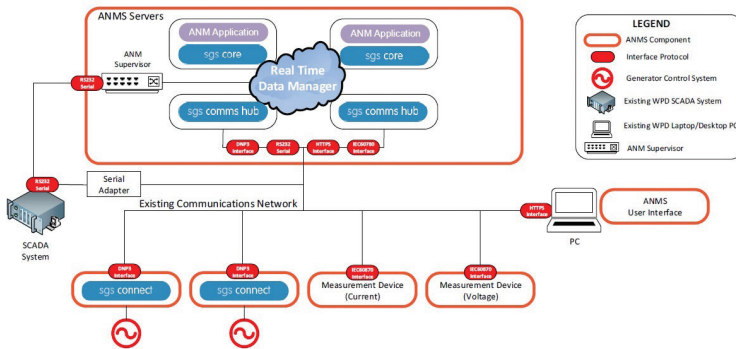 ANMS Servers
ANM Application
sgs core
ANM Application
sgs core
ANM
Supervisor
RS232
Serial
Real Time
Data Manager
sgs comms hub
sgs comms hub
DNP3
Interface
RS232
Serial
HTTPS
Interface
IEC60870
Interface
RS232
Serial
Serial
Adapter
SCADA
System
Existing Communications Network
HTTPS
Interface
PC
ANMS
User Interface
DNP3
Interface
sgs connect
DNP3
Interface
sgs connect
IEC60870
Interface
Measurement Device
(Current)
IEC60870
Interface
Measurement Device
(Voltage)
LEGEND
ANMS Component
Interface Protocol
Generator Control System
Existing WPD SCADA System
Existing WPD Laptop/Desktop PC
ANM Supervisor